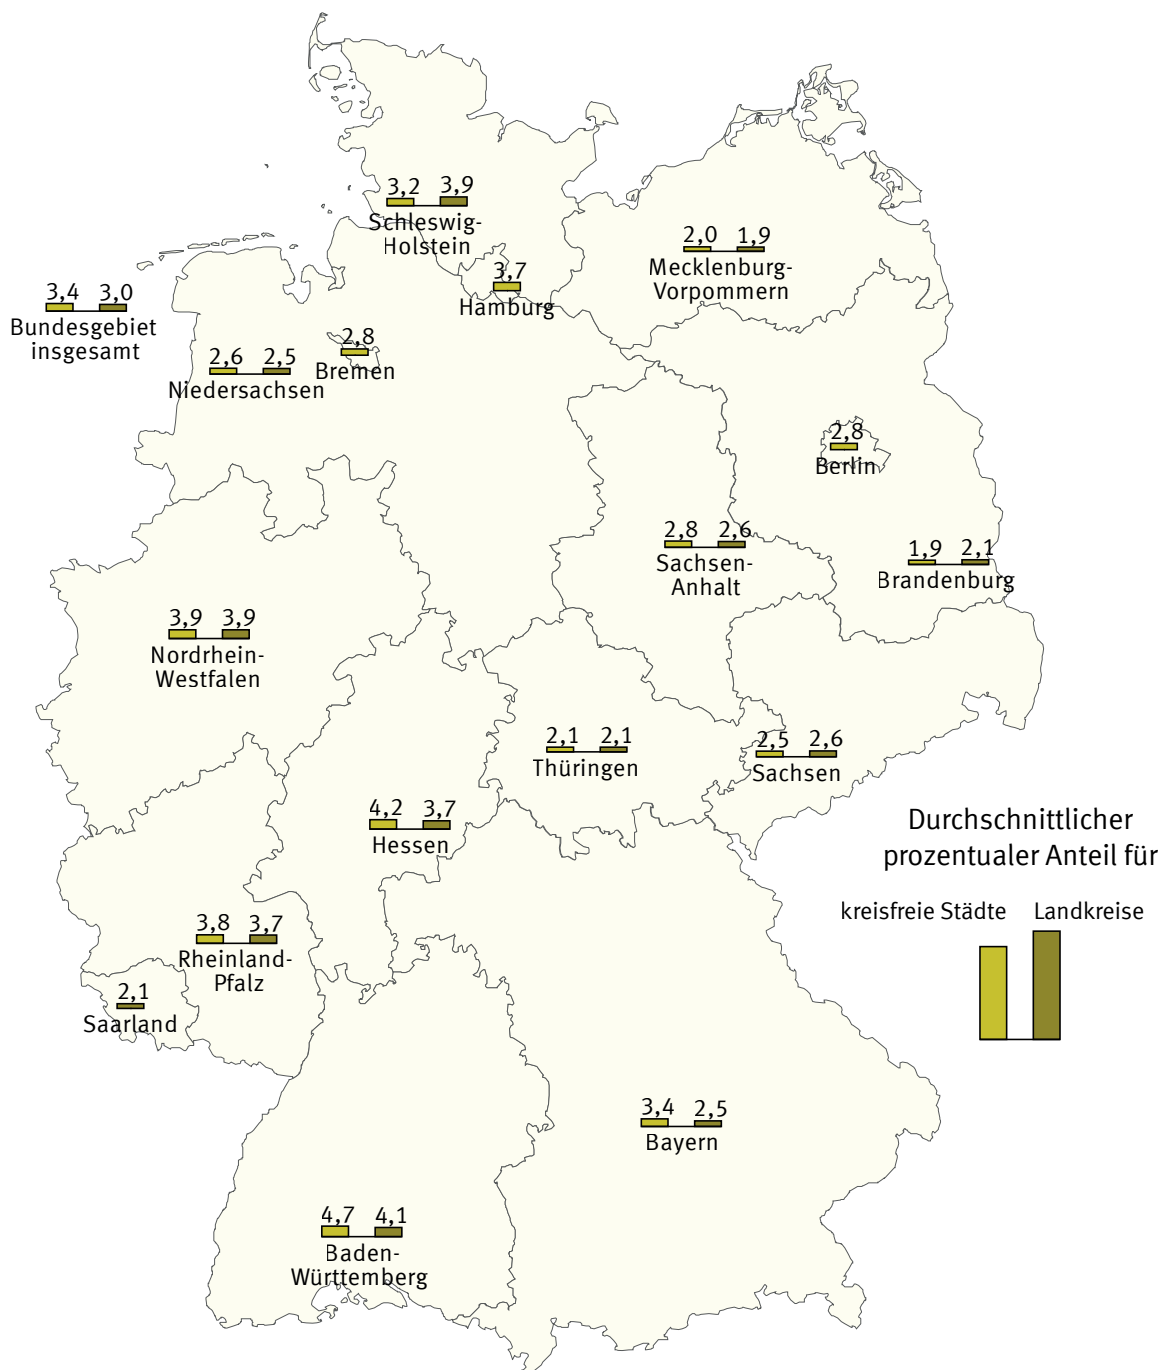 3,2 3,9
Schleswig-
Holstein
2,0 1,9
Mecklenburg-
Vorpommern
3,7
Hamburg
3,4 3,0
Bundesgebiet
insgesamt
2,8
Bremen
2,6 2,5
Niedersachsen
2,8
Berlin
2,8 2,6
Sachsen-
Anhalt
1,9 2,1
Brandenburg
3,9 3,9
Nordrhein-
Westfalen
2,1 2,1
Thüringen
2,5 2,6
Sachsen
4,2 3,7
Hessen
Durchschnittlicher
prozentualer Anteil für
kreisfreie Städte Landkreise
3,8 3,7
Rheinland-
Pfalz
2,1
Saarland
3,4 2,5
Bayern
4,7 4,1
Baden-
Württemberg